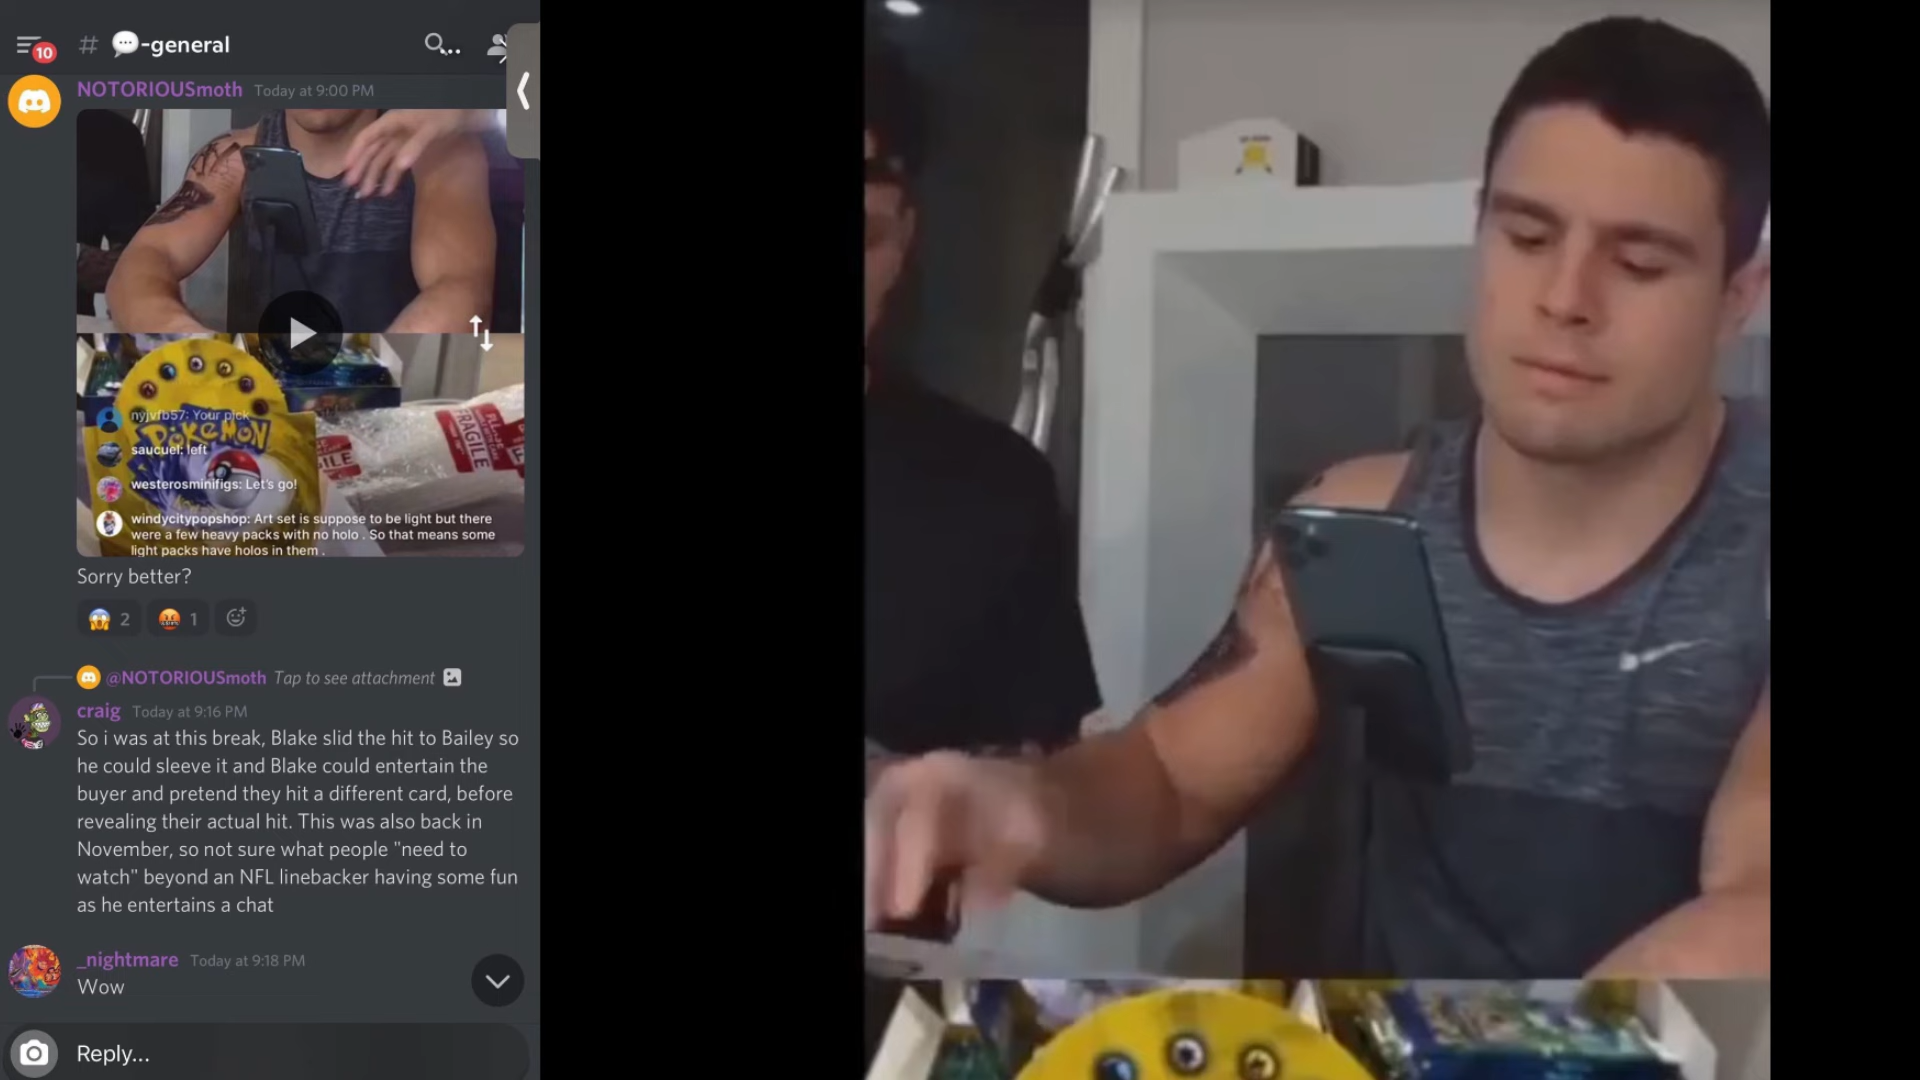 10
# 💬-general
NOTORIOUSmoth Today at 9:00 PM
nyjvfb57: Your pick
POKéMON
saucuel: left
westerosminifigs: Let's go!
windycitypopshop: Art set is suppose to be light but there
were a few heavy packs with no holo . So that means some
light packs have holos in them .
FRAGILE
Sorry better?
2
1
@NOTORIOUSmoth Tap to see attachment
craig Today at 9:16 PM
So i was at this break, Blake slid the hit to Bailey so
he could sleeve it and Blake could entertain the
buyer and pretend they hit a different card, before
revealing their actual hit. This was also back in
November, so not sure what people "need to
watch" beyond an NFL linebacker having some fun
as he entertains a chat
_nightmare Today at 9:18 PM
Wow
Reply...